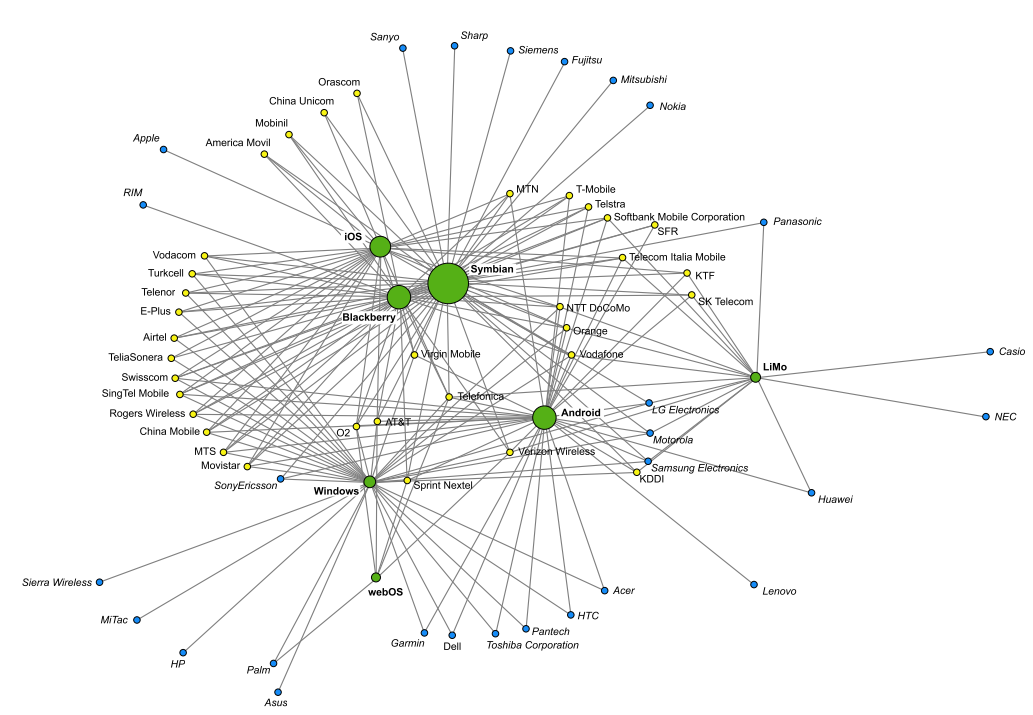 Sanyo
Sharp
Siemens
Fujitsu
Mitsubishi
Nokia
Orascom
China Unicom
Mobinil
America Movil
Apple
RIM
MTN
T-Mobile
Telstra
Softbank Mobile Corporation
SFR
Panasonic
iOS
Symbian
Telecom Italia Mobile
KTF
SK Telecom
Vodacom
Turkcell
Telenor
E-Plus
Blackberry
NTT DoCoMo
Orange
Airtel
TeliaSonera
Virgin Mobile
Vodafone
Casio
Swisscom
LiMo
SingTel Mobile
Telefonica
Rogers Wireless
Android
LG Electronics
NEC
China Mobile
O2
AT&T
Motorola
MTS
Verizon Wireless
Movistar
Samsung Electronics
KDDI
SonyEricsson
Windows
Sprint Nextel
Huawei
Sierra Wireless
webOS
Acer
Lenovo
MiTac
HTC
Garmin
Dell
Pantech
Toshiba Corporation
HP
Palm
Asus